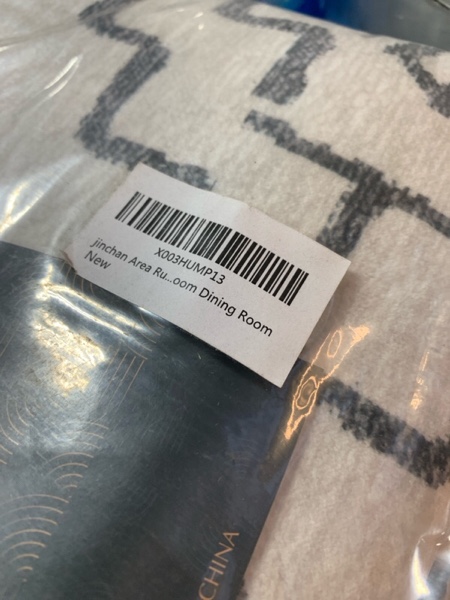 X003HUMP13
jinchan Area Ru...oom Dining Room
New
CHINA